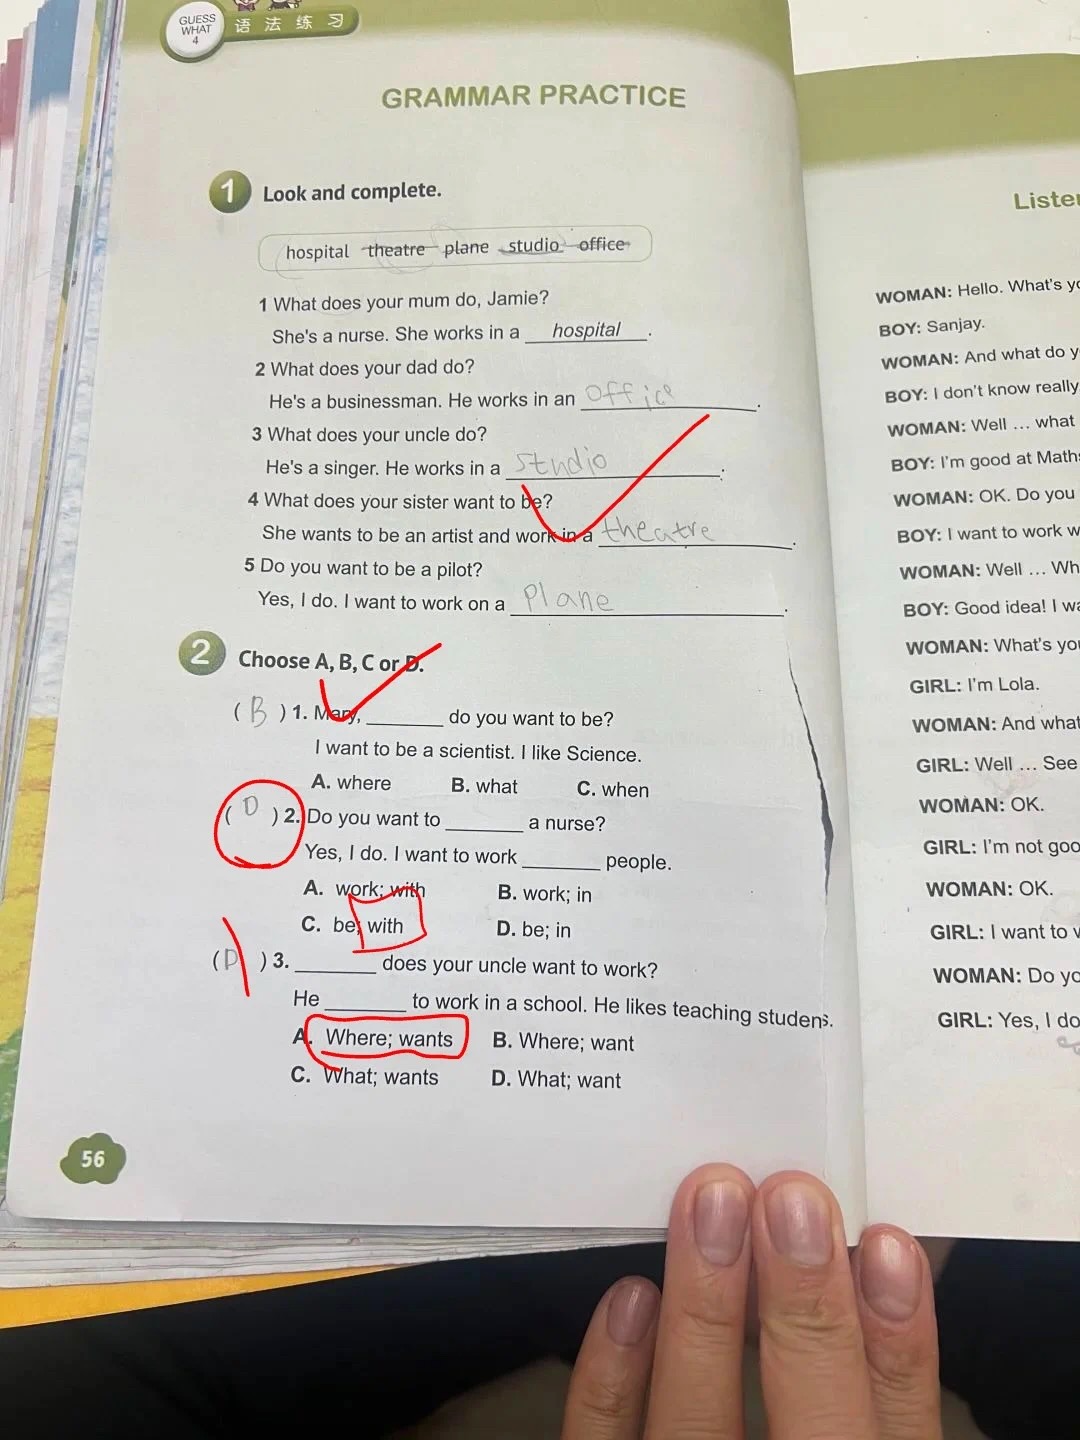 GUESS
WHAT
4
语法练习
GRAMMAR PRACTICE
1 Look and complete.
hospital theatre plane studio office
1 What does your mum do, Jamie?
She's a nurse. She works in a hospital.
2 What does your dad do?
He's a businessman. He works in an office.
3 What does your uncle do?
He's a singer. He works in a studio.
4 What does your sister want to be?
She wants to be an artist and work in a theatre.
5 Do you want to be a pilot?
Yes, I do. I want to work on a Plane.
2 Choose A, B, C or D.
( B ) 1. Mary, ______ do you want to be?
I want to be a scientist. I like Science.
A. where B. what C. when
( D ) 2. Do you want to ______ a nurse?
Yes, I do. I want to work ______ people.
A. work; with B. work; in
C. be; with D. be; in
( D ) 3. ______ does your uncle want to work?
He ______ to work in a school. He likes teaching studens.
A. Where; wants B. Where; want
C. What; wants D. What; want
56
Liste
WOMAN: Hello. What's
BOY: Sanjay.
WOMAN: And what do
BOY: I don't know really
WOMAN: Well ... what
BOY: I'm good at Maths
WOMAN: OK. Do you
BOY: I want to work
WOMAN: Well ... Wh
BOY: Good idea! I
WOMAN: What's
GIRL: I'm Lola.
WOMAN: And what
GIRL: Well ... See
WOMAN: OK.
GIRL: I'm not goo
WOMAN: OK.
GIRL: I want to
WOMAN: Do
GIRL: Yes, I do